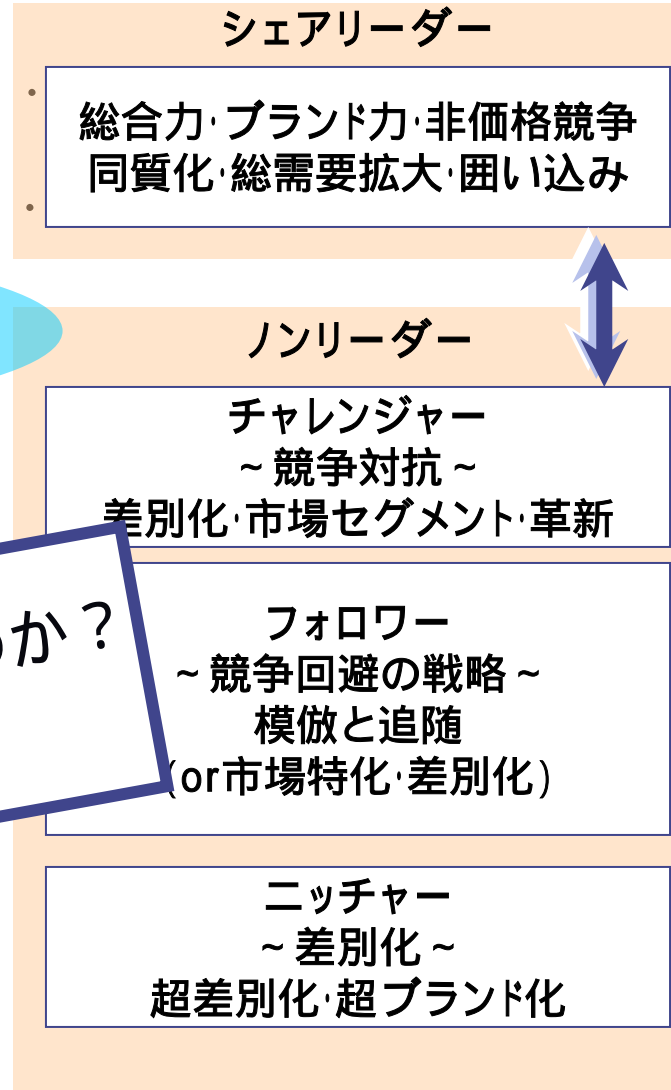 シェアリーダー
総合力・ブランド力・非価格競争
同質化・総需要拡大・囲い込み
ノンリーダー
チャレンジャー
~競争対抗~
差別化・市場セグメント・革新
か？
フォロワー
~競争回避の戦略~
模倣と追随
(or市場特化・差別化)
ニッチャー
~差別化~
超差別化・超ブランド化